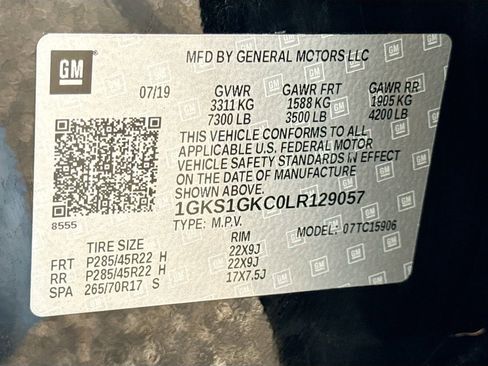 GM
MFD BY GENERAL MOTORS LLC
07/19 GVWR GAWR FRT GAWR RR
3311 KG 1588 KG 1905 KG
7300 LB 3500 LB 4200 LB
THIS VEHICLE CONFORMS TO ALL
APPLICABLE U.S. FEDERAL MOTOR
VEHICLE SAFETY STANDARDS IN EFFECT
ON THE DATE OF MANUFACTURE
SHOWN ABOVE.
1GKS1GKC0LR129057
8555 TYPE: M.P.V. MODEL: 07TC15906
TIRE SIZE RIM
FRT P285/45R22 H 22X9J
RR P285/45R22 H 22X9J
SPA 265/70R17 S 17X7.5J